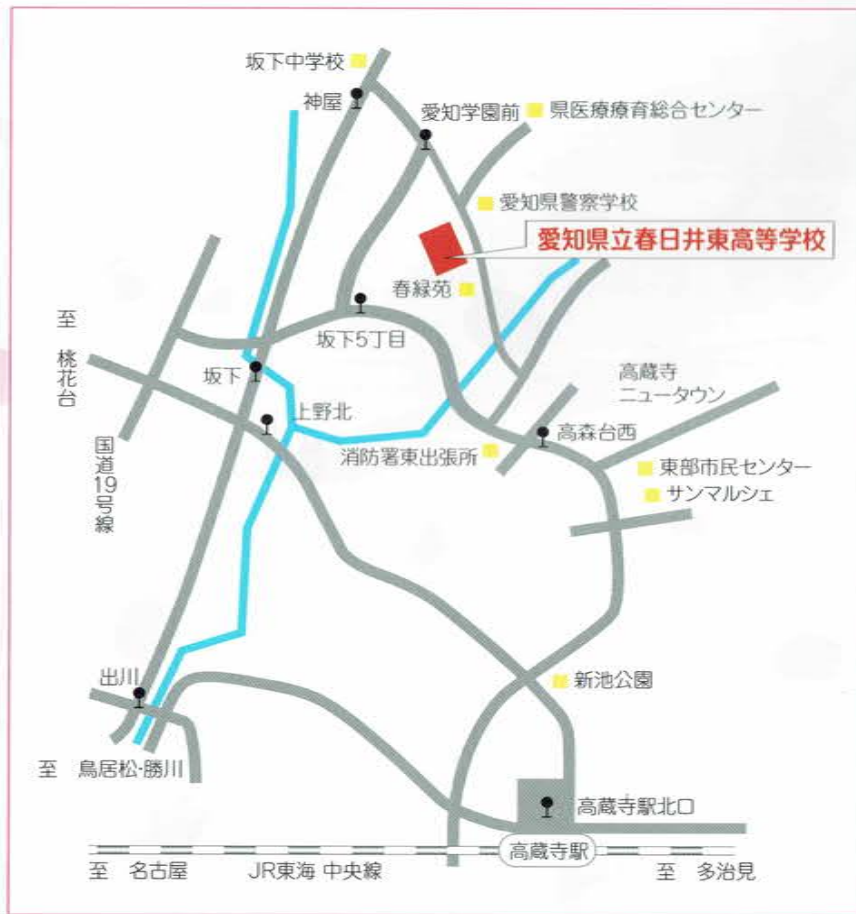 坂下中学校
神屋
愛知学園前
県医療療育総合センター
愛知県警察学校
愛知県立春日井東高等学校
春緑苑
至 桃花台
坂下5丁目
坂下
高蔵寺
ニュータウン
上野北
高森台西
国道19号線
消防署東出張所
東部市民センター
サンマルシェ
出川
新池公園
至 鳥居松・勝川
高蔵寺駅北口
高蔵寺駅
至 名古屋
JR東海 中央線
至 多治見